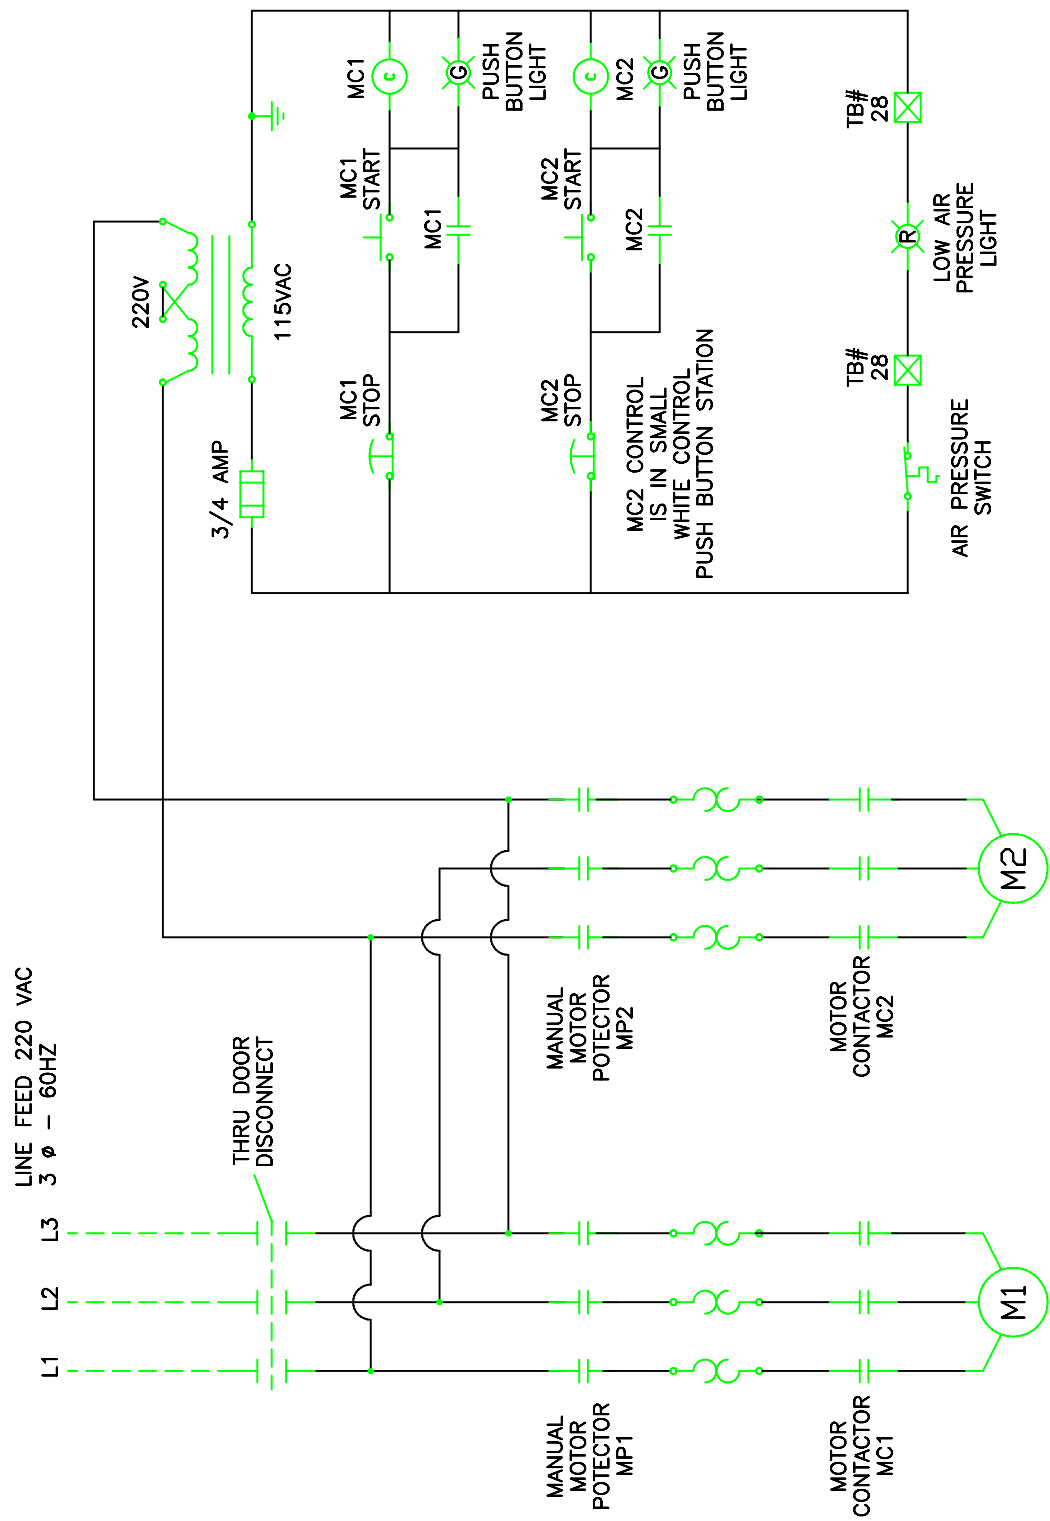 LINE FEED 220 VAC
3 Ø – 60HZ
L1
L2
L3
THRU DOOR
DISCONNECT
MANUAL
MOTOR
POTECTOR
MP1
MOTOR
CONTACTOR
MC1
M1
MANUAL
MOTOR
POTECTOR
MP2
MOTOR
CONTACTOR
MC2
M2
220V
115VAC
3/4 AMP
MC1
STOP
MC1
START
MC1
MC1
C
G
PUSH
BUTTON
LIGHT
MC2
STOP
MC2
START
MC2
MC2
C
G
PUSH
BUTTON
LIGHT
MC2 CONTROL
IS IN SMALL
WHITE CONTROL
PUSH BUTTON STATION
AIR PRESSURE
SWITCH
TB#
28
R
LOW AIR
PRESSURE
LIGHT
TB#
28